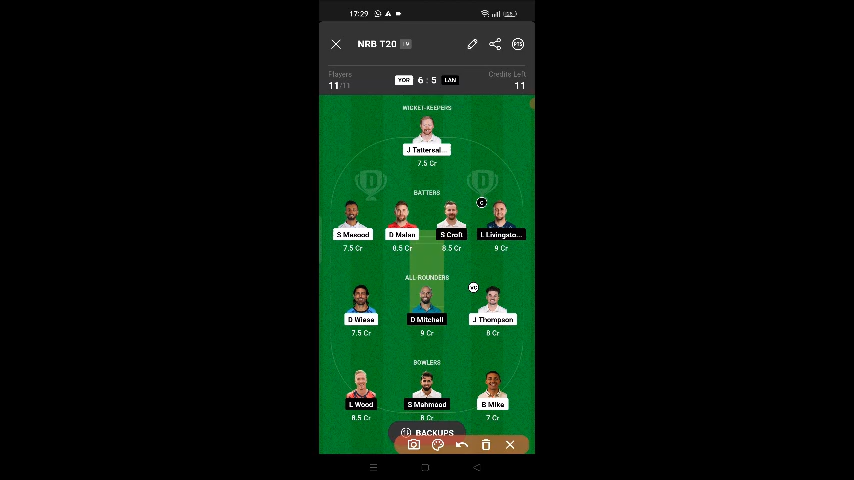 17:29
NRB T20
PTS
Players
Credits Left
11/11
YOR 6 : 5 LAN
11
WICKET-KEEPERS
J Tattersal...
7.5 Cr
D D
BATTERS
C
S Masood D Malan S Croft L Livingsto...
7.5 Cr 8.5 Cr 8.5 Cr 9 Cr
ALL-ROUNDERS
VC
D Wiese D Mitchell J Thompson
7.5 Cr 9 Cr 8 Cr
BOWLERS
L Wood S Mahmood B Mike
8.5 Cr 8 Cr 7 Cr
BACKUPS